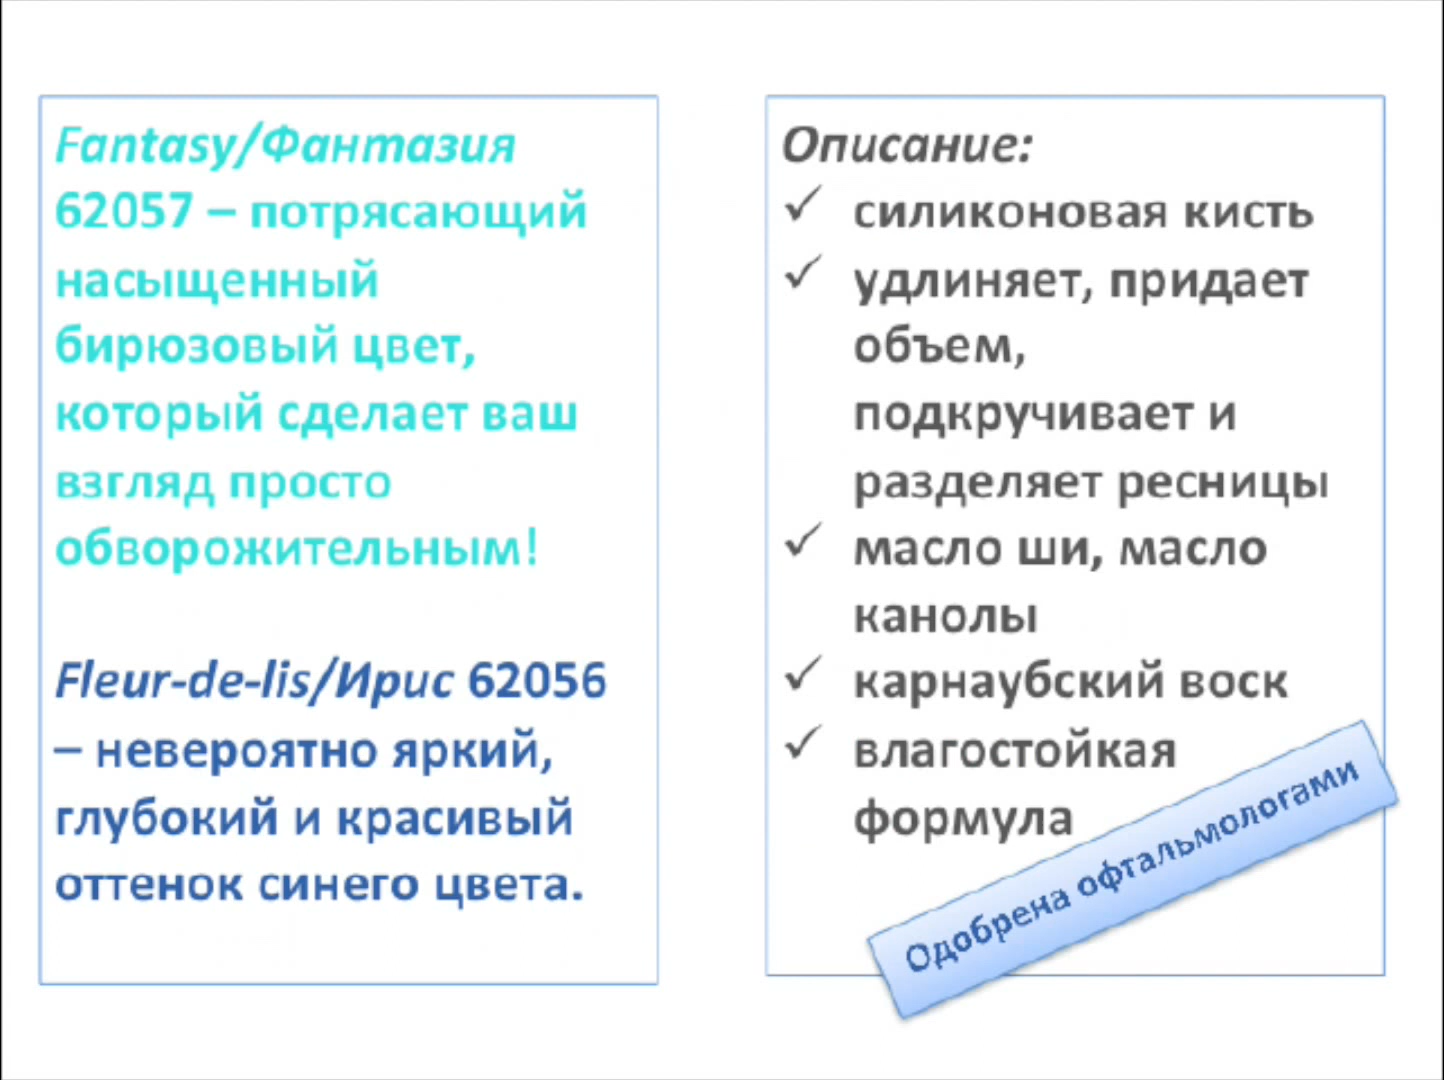 Fantasy/Фантазия
62057 – потрясающий
насыщенный
бирюзовый цвет,
который сделает ваш
взгляд просто
обворожительным!
Fleur-de-lis/Ирис 62056
– невероятно яркий,
глубокий и красивый
оттенок синего цвета.
Описание:
✓ силиконовая кисть
✓ удлиняет, придает
объем,
подкручивает и
разделяет ресницы
✓ масло ши, масло
канолы
✓ карнаубский воск
✓ влагостойкая
формула
Одобрена офтальмологами